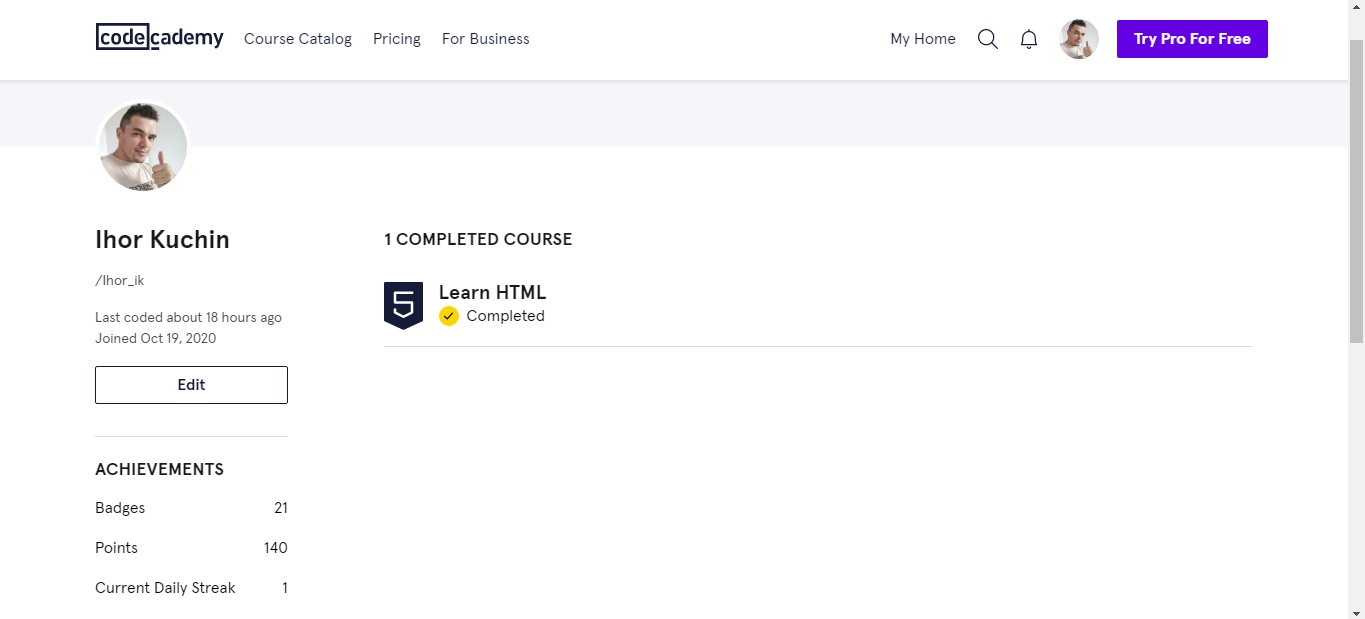 codecademy Course Catalog Pricing For Business My Home Try Pro For Free
Ihor Kuchin
/Ihor_ik
Last coded about 18 hours ago
Joined Oct 19, 2020
Edit
ACHIEVEMENTS
Badges 21
Points 140
Current Daily Streak 1
1 COMPLETED COURSE
5
Learn HTML
Completed